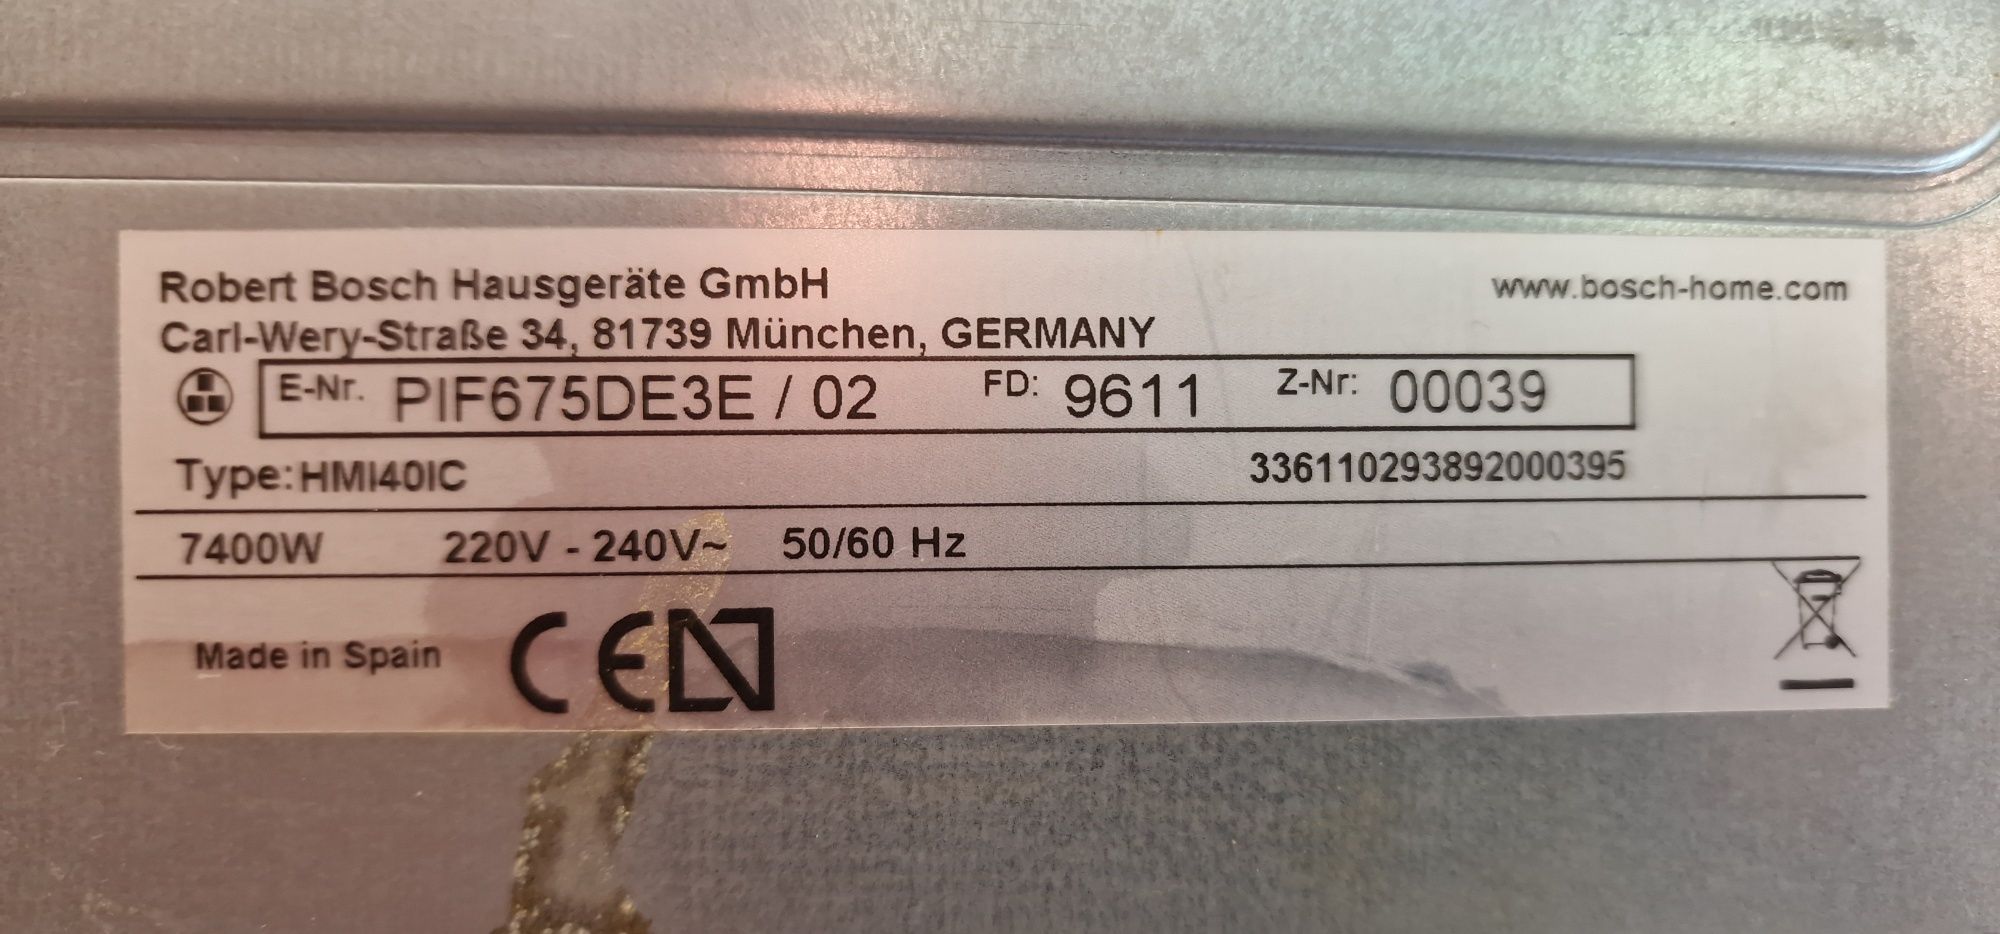 Robert Bosch Hausgeräte GmbH www.bosch-home.com
Carl-Wery-Straße 34, 81739 München, GERMANY
E-Nr. PIF675DE3E / 02 FD: 9611 Z-Nr: 00039
Type: HMI40IC 336110293892000395
7400W 220V - 240V~ 50/60 Hz
Made in Spain CE N